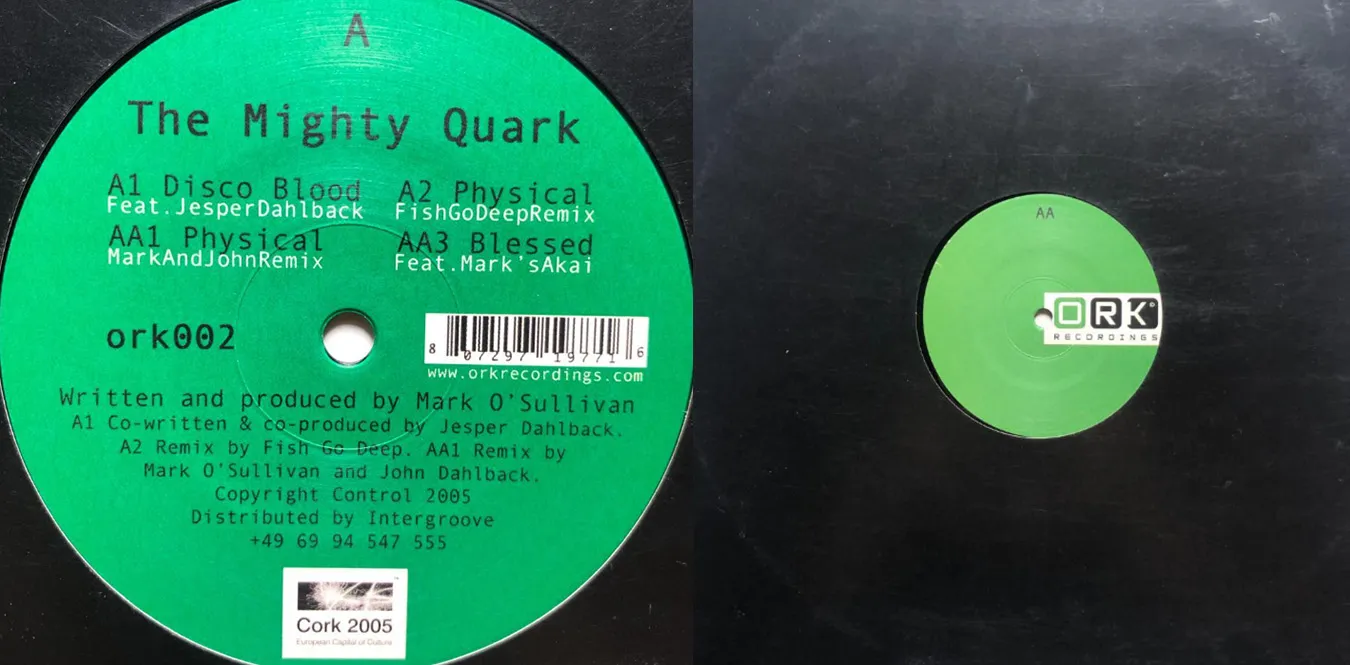 A
The Mighty Quark
A1 Disco Blood A2 Physical
Feat.JesperDahlback FishGoDeepRemix
AA1 Physical AA3 Blessed
MarkAndJohnRemix Feat.Mark'sAkai
ork002
8 07297 19771 6
www.orkrecordings.com
Written and produced by Mark O'Sullivan
A1 Co-written & co-produced by Jesper Dahlback.
A2 Remix by Fish Go Deep. AA1 Remix by
Mark O'Sullivan and John Dahlback.
Copyright Control 2005
Distributed by Intergroove
+49 69 94 547 555
Cork 2005
European Capital of Culture
AA
ORK
RECORDINGS